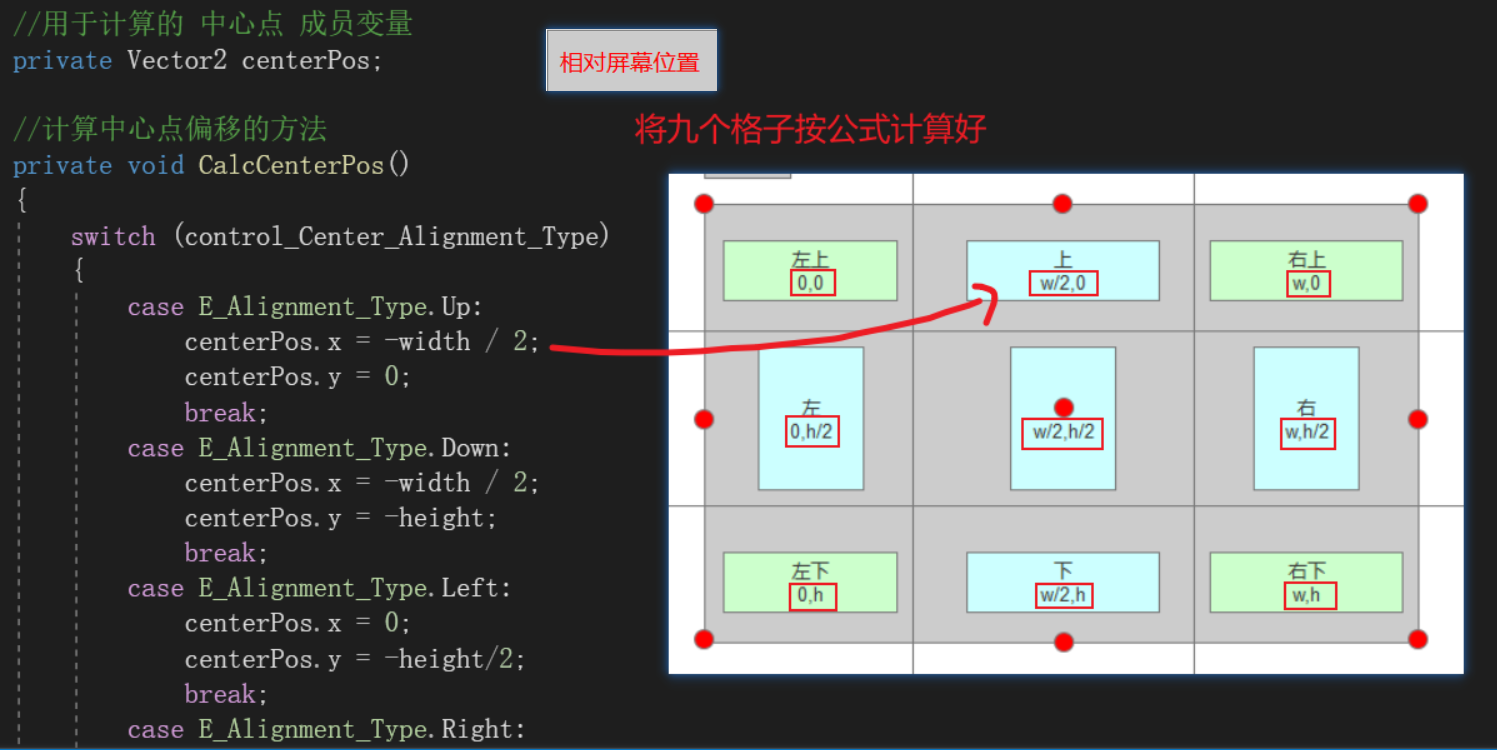 //用于计算的 中心点 成员变量
private Vector2 centerPos;
相对屏幕位置
//计算中心点偏移的方法
将九个格子按公式计算好
private void CalcCenterPos()
{
switch (control_Center_Alignment_Type)
{
case E_Alignment_Type.Up:
centerPos.x = -width / 2;
centerPos.y = 0;
break;
case E_Alignment_Type.Down:
centerPos.x = -width / 2;
centerPos.y = -height;
break;
case E_Alignment_Type.Left:
centerPos.x = 0;
centerPos.y = -height/2;
break;
case E_Alignment_Type.Right:
左上
0,0
上
w/2,0
右上
w,0
左
0,h/2
w/2,h/2
右
w,h/2
左下
0,h
下
w/2,h
右下
w,h